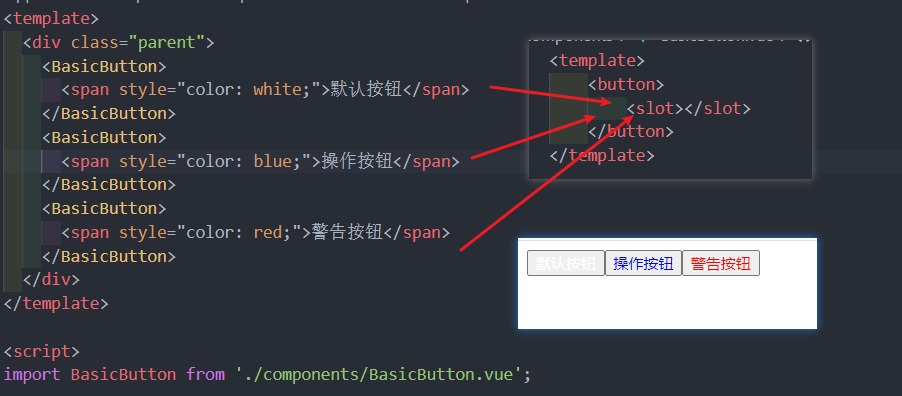 <template>
<div class="parent">
<BasicButton>
<span style="color: white;">默认按钮</span>
</BasicButton>
<BasicButton>
<span style="color: blue;">操作按钮</span>
</BasicButton>
<BasicButton>
<span style="color: red;">警告按钮</span>
</BasicButton>
</div>
</template>
<script>
import BasicButton from './components/BasicButton.vue';
<template>
<button>
<slot></slot>
</button>
</template>
默认按钮 操作按钮 警告按钮